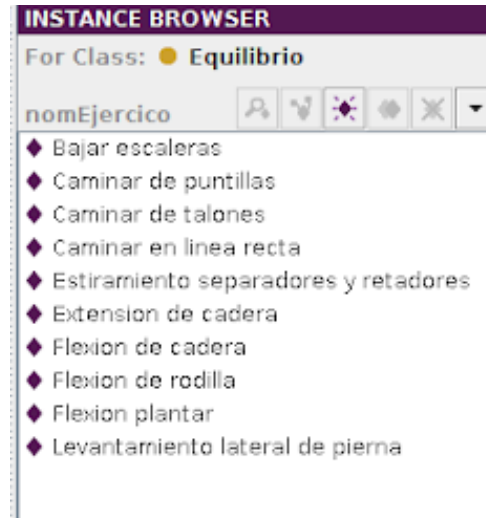 INSTANCE BROWSER
For Class: Equilibrio
nomEjercico
Bajar escaleras
Caminar de puntillas
Caminar de talones
Caminar en linea recta
Estiramiento separadores y retadores
Extension de cadera
Flexion de cadera
Flexion de rodilla
Flexion plantar
Levantamiento lateral de pierna